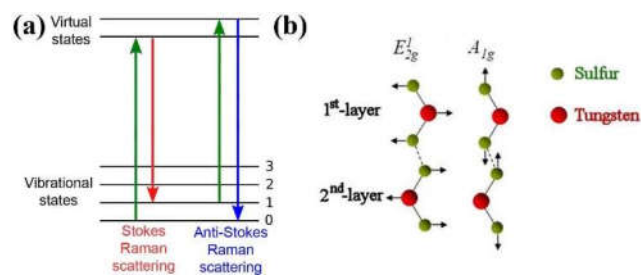 (a)
Virtual
states
3
2
1
0
Vibrational
states
Stokes
Raman
scattering
Anti-Stokes
Raman
scattering
(b)
E¹₂g
A₁g
Sulfur
Tungsten
1st-layer
2nd-layer